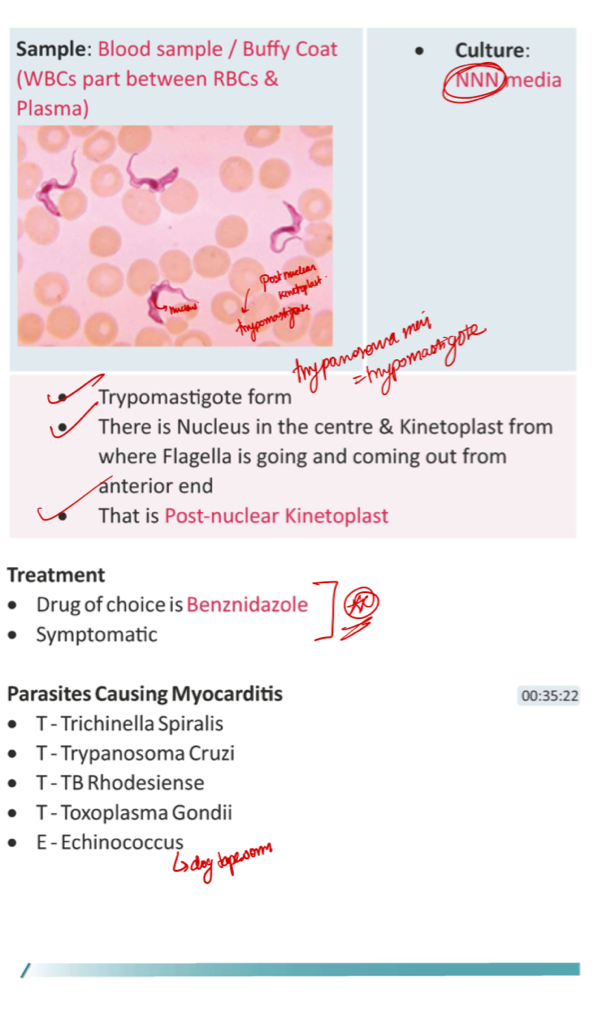 Sample: Blood sample / Buffy Coat
(WBCs part between RBCs &
Plasma)
• Culture:
NNN media
Post nuclear
kinetoplast.
nucleus
trypomastigote
trypanosoma mei
=trypomastigote
• Trypomastigote form
• There is Nucleus in the centre & Kinetoplast from
where Flagella is going and coming out from
anterior end
• That is Post-nuclear Kinetoplast
Treatment
• Drug of choice is Benznidazole
• Symptomatic
Parasites Causing Myocarditis
00:35:22
• T - Trichinella Spiralis
• T - Trypanosoma Cruzi
• T - TB Rhodesiense
• T - Toxoplasma Gondii
• E - Echinococcus
↳dog tapeworm